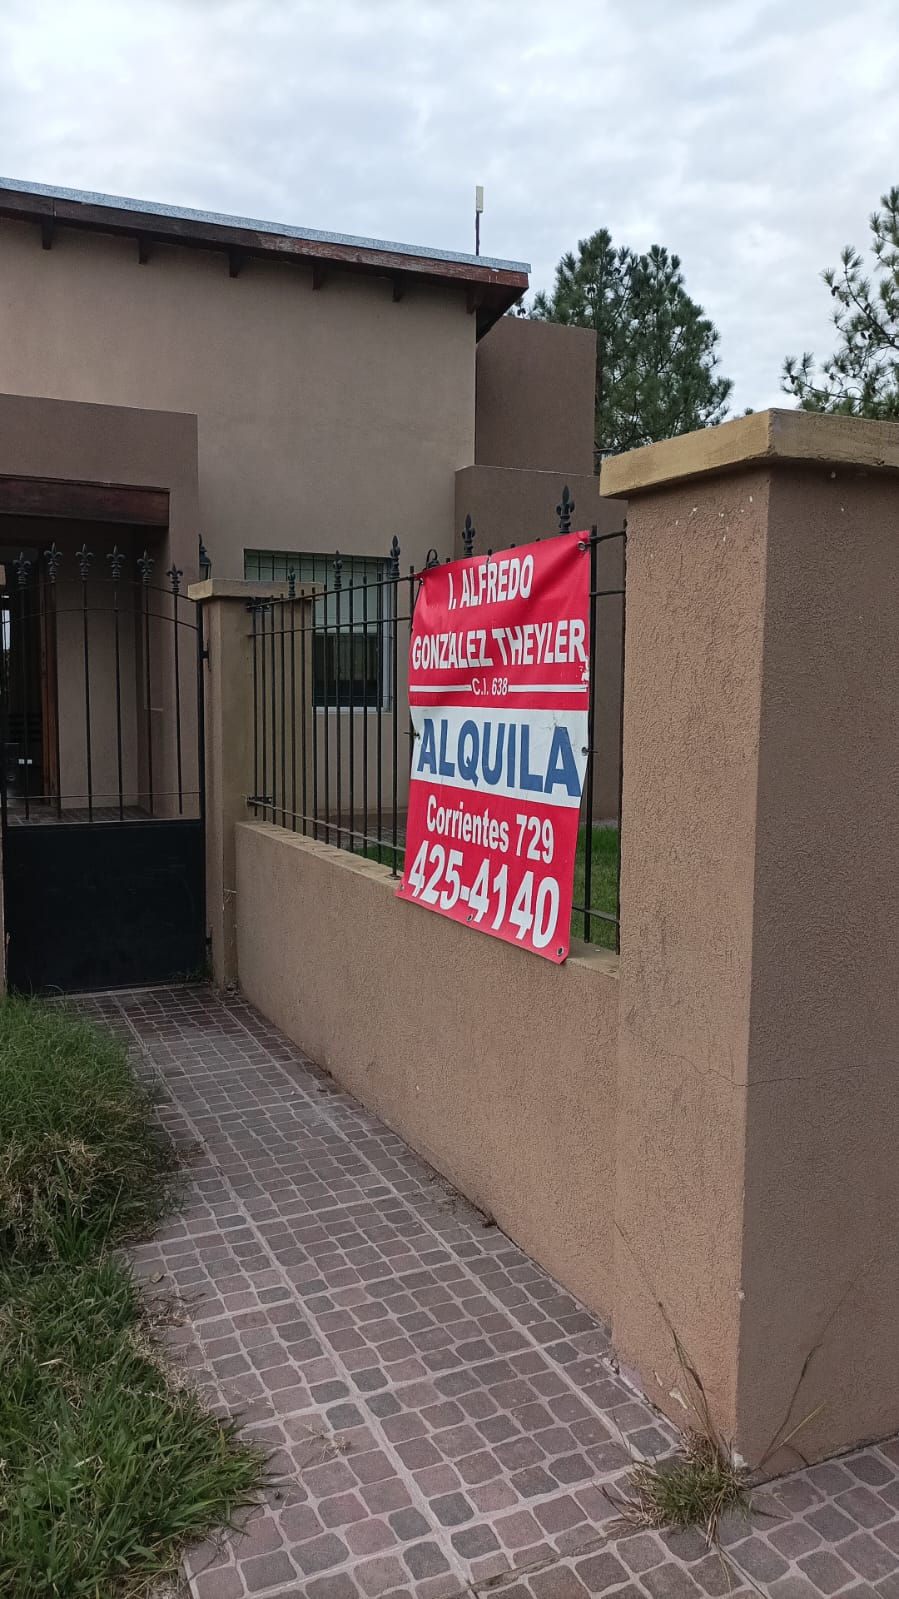 I. ALFREDO
GONZALEZ THEYLER
C.I. 638
ALQUILA
Corrientes 729
425-4140